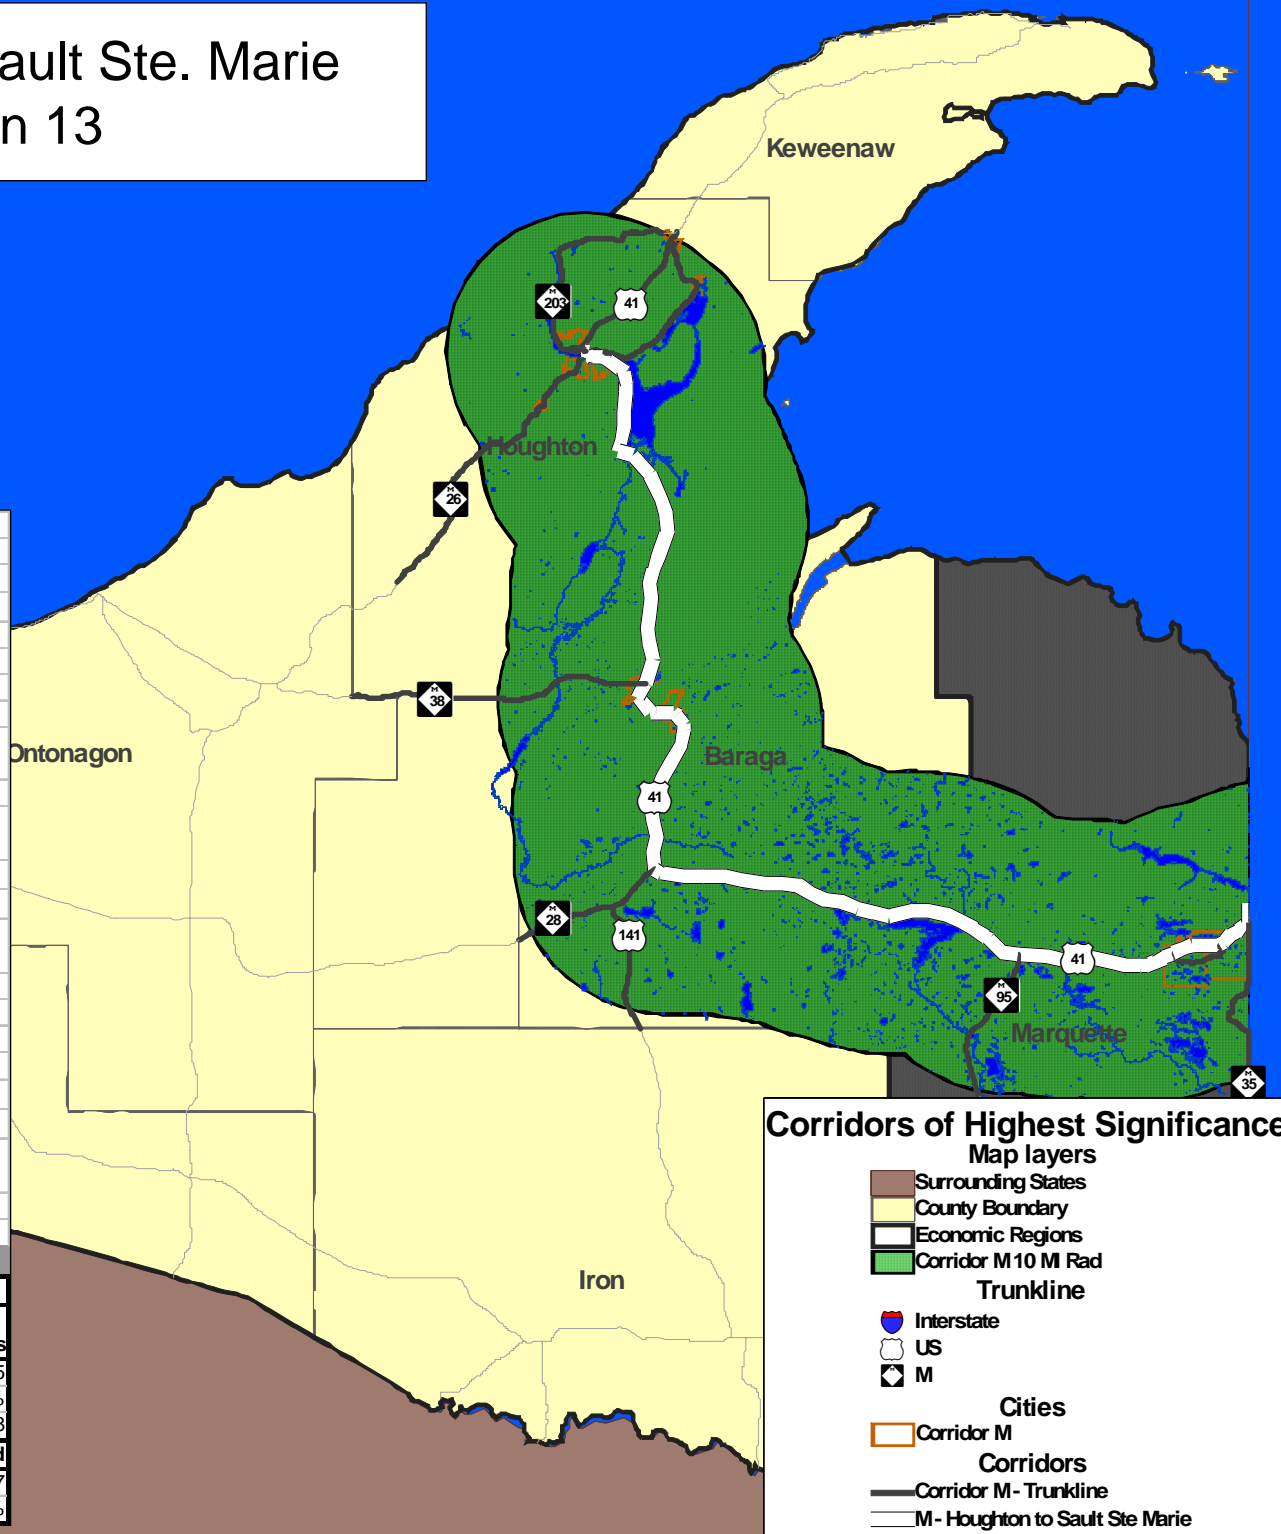 ault Ste. Marie
n 13
Keweenaw
M
203
41
Houghton
M
26
M
38
Ontonagon
Baraga
41
M
28
141
41
M
95
Marquette
M
35
Iron
Corridors of Highest Significance
Map layers
Surrounding States
County Boundary
Economic Regions
Corridor M 10 MI Rad
Trunkline
Interstate
US
M
Cities
Corridor M
Corridors
Corridor M - Trunkline
M - Houghton to Sault Ste Marie